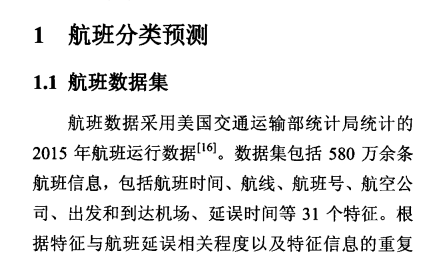 1 航班分类预测
1.1 航班数据集
航班数据采用美国交通运输部统计局统计的
2015 年航班运行数据[16]。数据集包括 580 万余条
航班信息，包括航班时间、航线、航班号、航空公
司、出发和到达机场、延误时间等 31 个特征。根
据特征与航班延误相关程度以及特征信息的重复